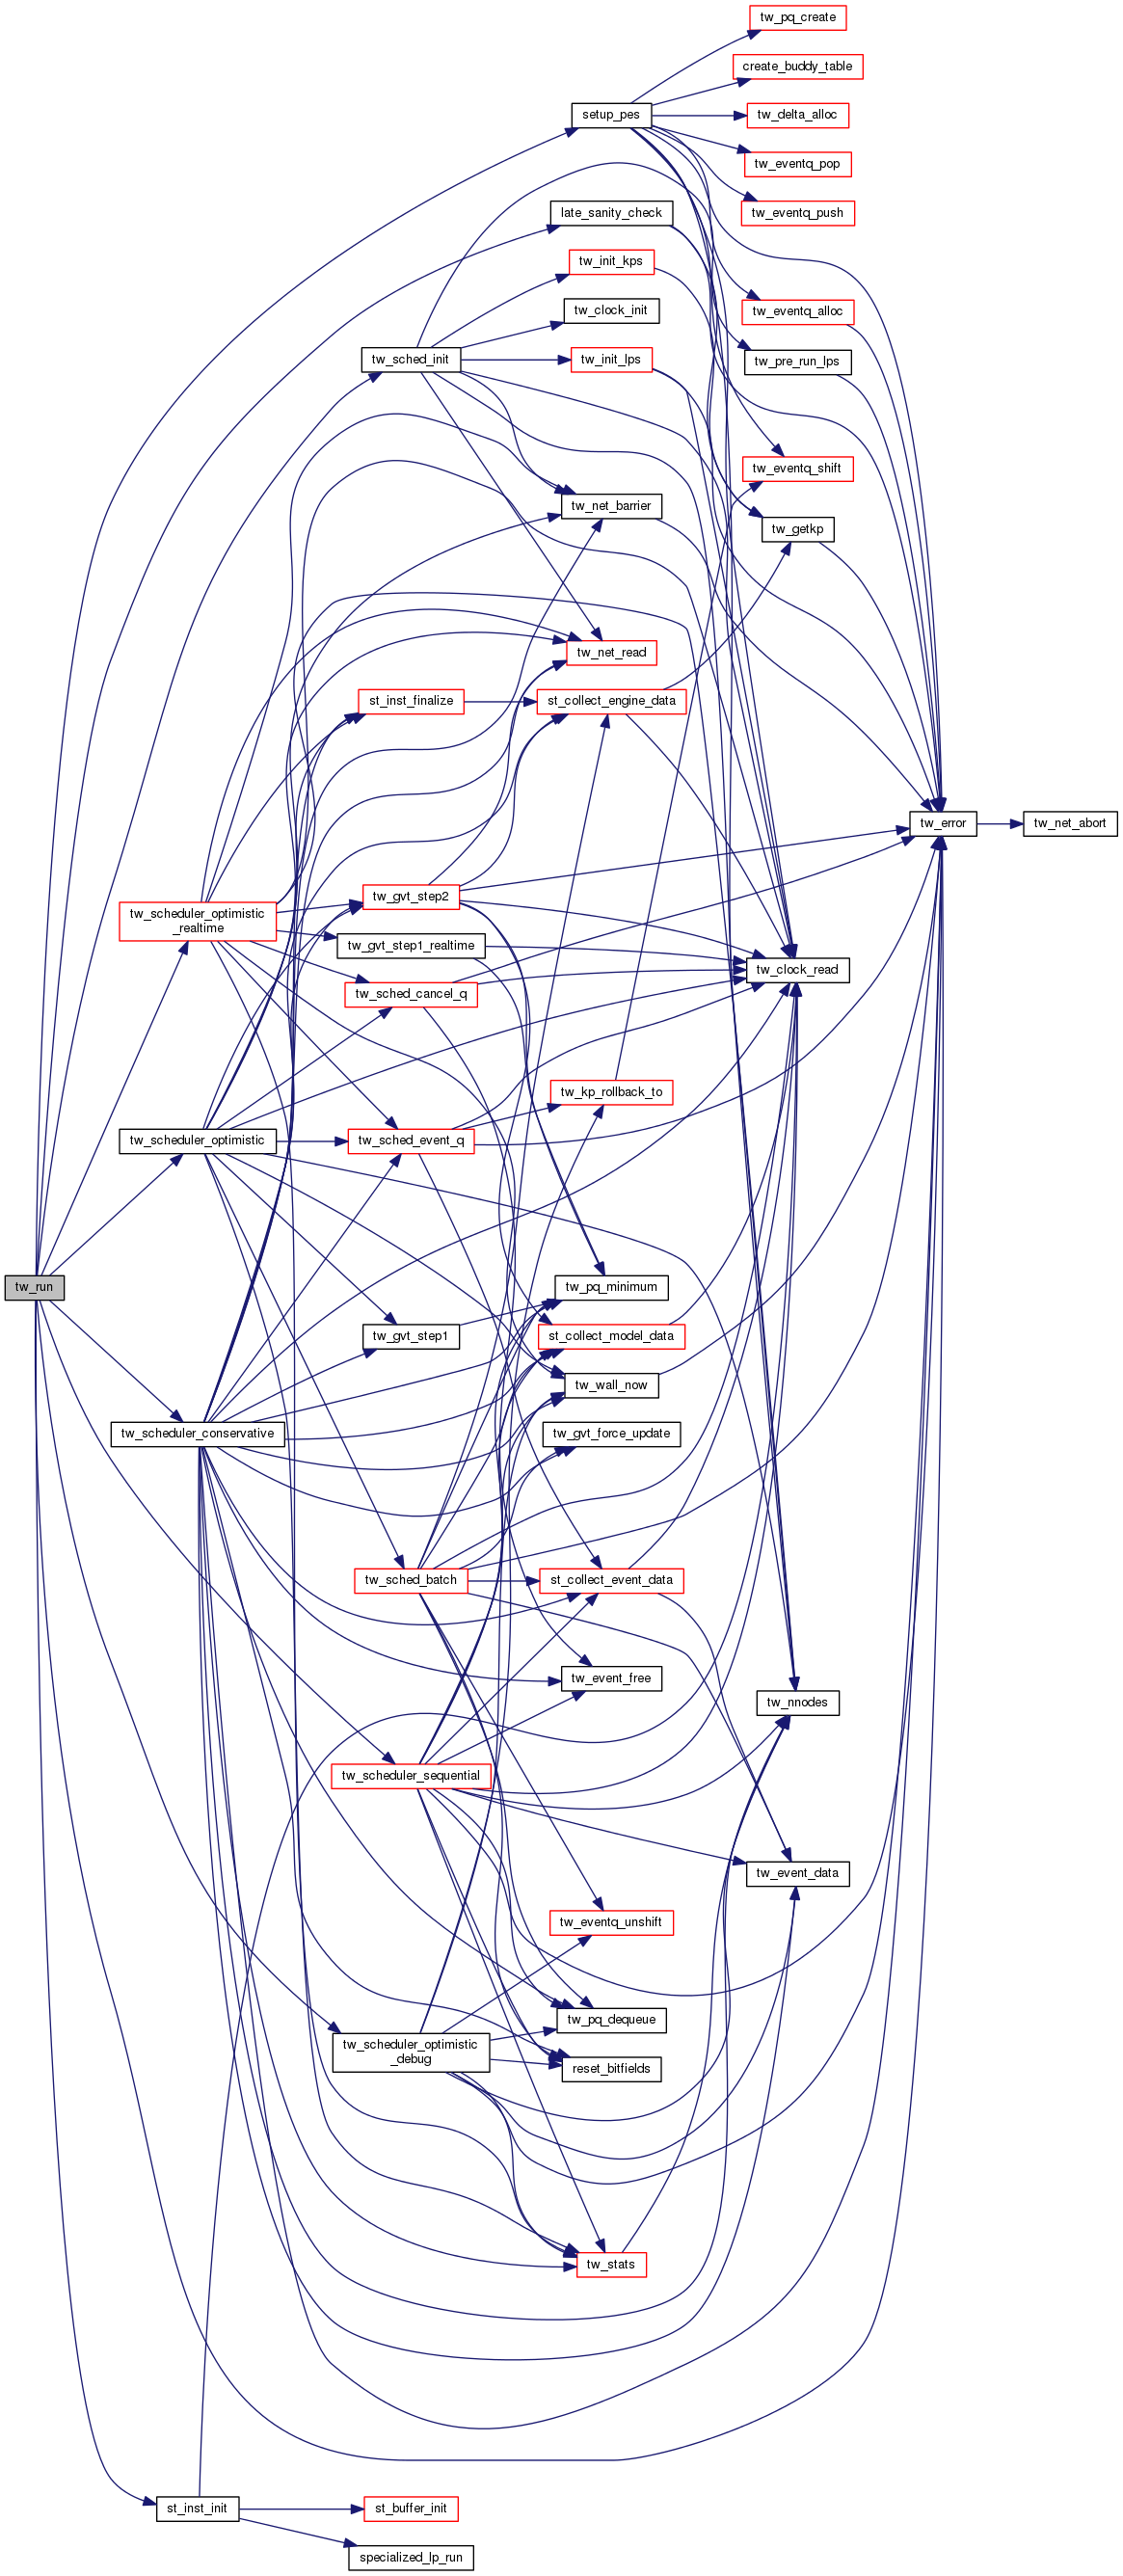 tw_pq_create
create_buddy_table
setup_pes
tw_delta_alloc
tw_eventq_pop
tw_eventq_push
late_sanity_check
tw_init_kps
tw_clock_init
tw_eventq_alloc
tw_sched_init
tw_init_lps
tw_pre_run_lps
tw_eventq_shift
tw_net_barrier
tw_getkp
tw_net_read
st_inst_finalize
st_collect_engine_data
tw_error
tw_net_abort
tw_gvt_step2
tw_scheduler_optimistic
_realtime
tw_gvt_step1_realtime
tw_clock_read
tw_sched_cancel_q
tw_kp_rollback_to
tw_scheduler_optimistic
tw_sched_event_q
tw_run
tw_pq_minimum
tw_gvt_step1
st_collect_model_data
tw_wall_now
tw_scheduler_conservative
tw_gvt_force_update
tw_sched_batch
st_collect_event_data
tw_event_free
tw_nnodes
tw_scheduler_sequential
tw_event_data
tw_eventq_unshift
tw_pq_dequeue
tw_scheduler_optimistic
_debug
reset_bitfields
tw_stats
st_inst_init
st_buffer_init
specialized_lp_run